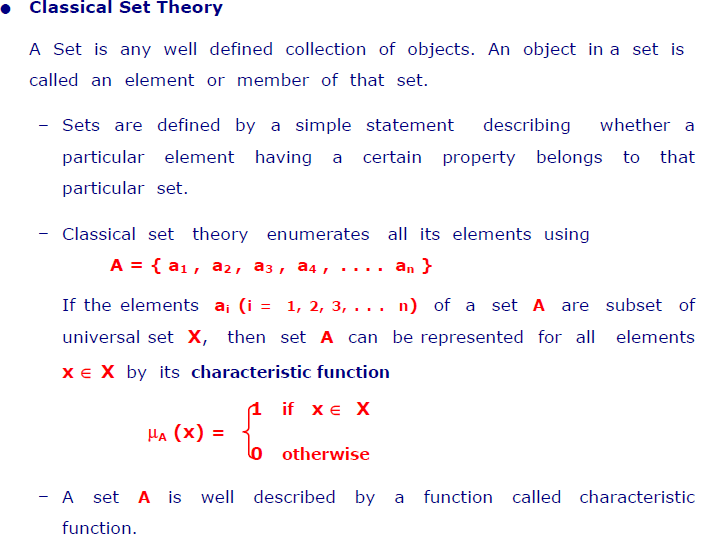 • Classical Set Theory
A Set is any well defined collection of objects. An object in a set is
called an element or member of that set.
– Sets are defined by a simple statement describing whether a
particular element having a certain property belongs to that
particular set.
– Classical set theory enumerates all its elements using
A = { a₁ , a₂ , a₃ , a₄ , . . . . aₙ }
If the elements aᵢ (i = 1, 2, 3, . . . n) of a set A are subset of
universal set X, then set A can be represented for all elements
x ∈ X by its characteristic function
1 if x ∈ X
μA (x) = {
0 otherwise
– A set A is well described by a function called characteristic
function.